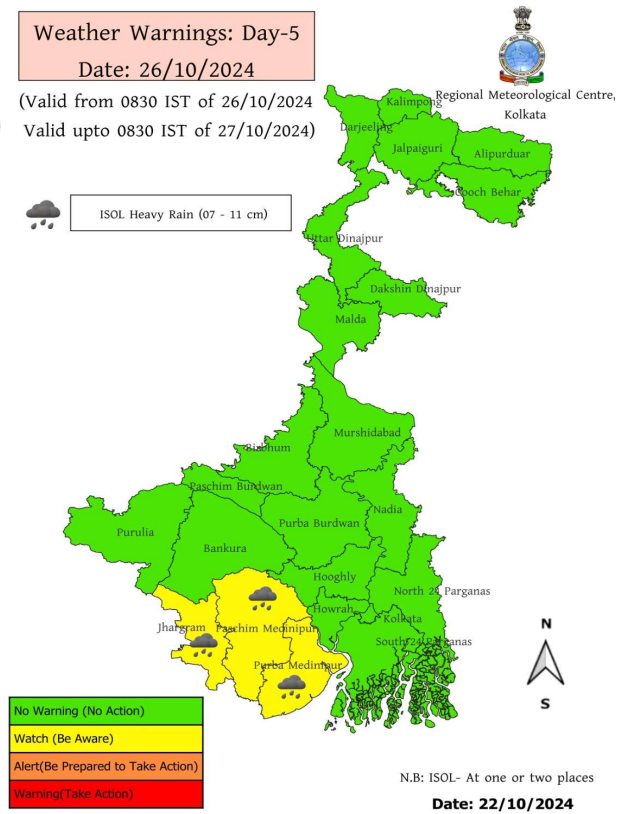 Weather Warnings: Day-5
Date: 26/10/2024
(Valid from 0830 IST of 26/10/2024
Valid upto 0830 IST of 27/10/2024)
Regional Meteorological Centre,
Kolkata
ISOL Heavy Rain (07 - 11 cm)
Kalimpong
Darjeeling
Jalpaiguri
Alipurduar
Cooch Behar
Uttar Dinajpur
Dakshin Dinajpur
Malda
Murshidabad
Birbhum
Paschim Burdwan
Purba Burdwan
Nadia
Purulia
Bankura
Hooghly
North 24 Parganas
Howrah
Kolkata
Jhargram
Paschim Medinipur
South 24 Parganas
Purba Medinipur
N
S
No Warning (No Action)
Watch (Be Aware)
Alert(Be Prepared to Take Action)
Warning(Take Action)
N.B: ISOL- At one or two places
Date: 22/10/2024